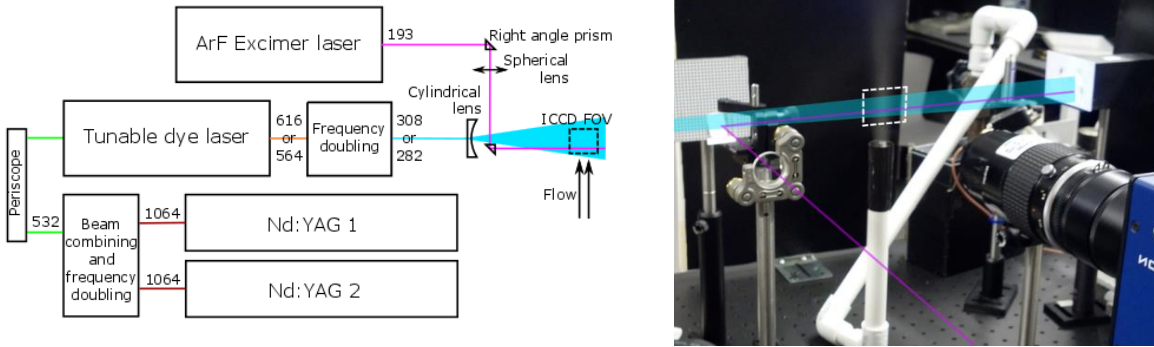 ArF Excimer laser
193
Right angle prism
Spherical
lens
Cylindrical
lens
ICCD FOV
Tunable dye laser
616
or
564
Frequency
doubling
308
or
282
Flow
Periscope
532
Beam
combining
and
frequency
doubling
1064
Nd:YAG 1
1064
Nd:YAG 2